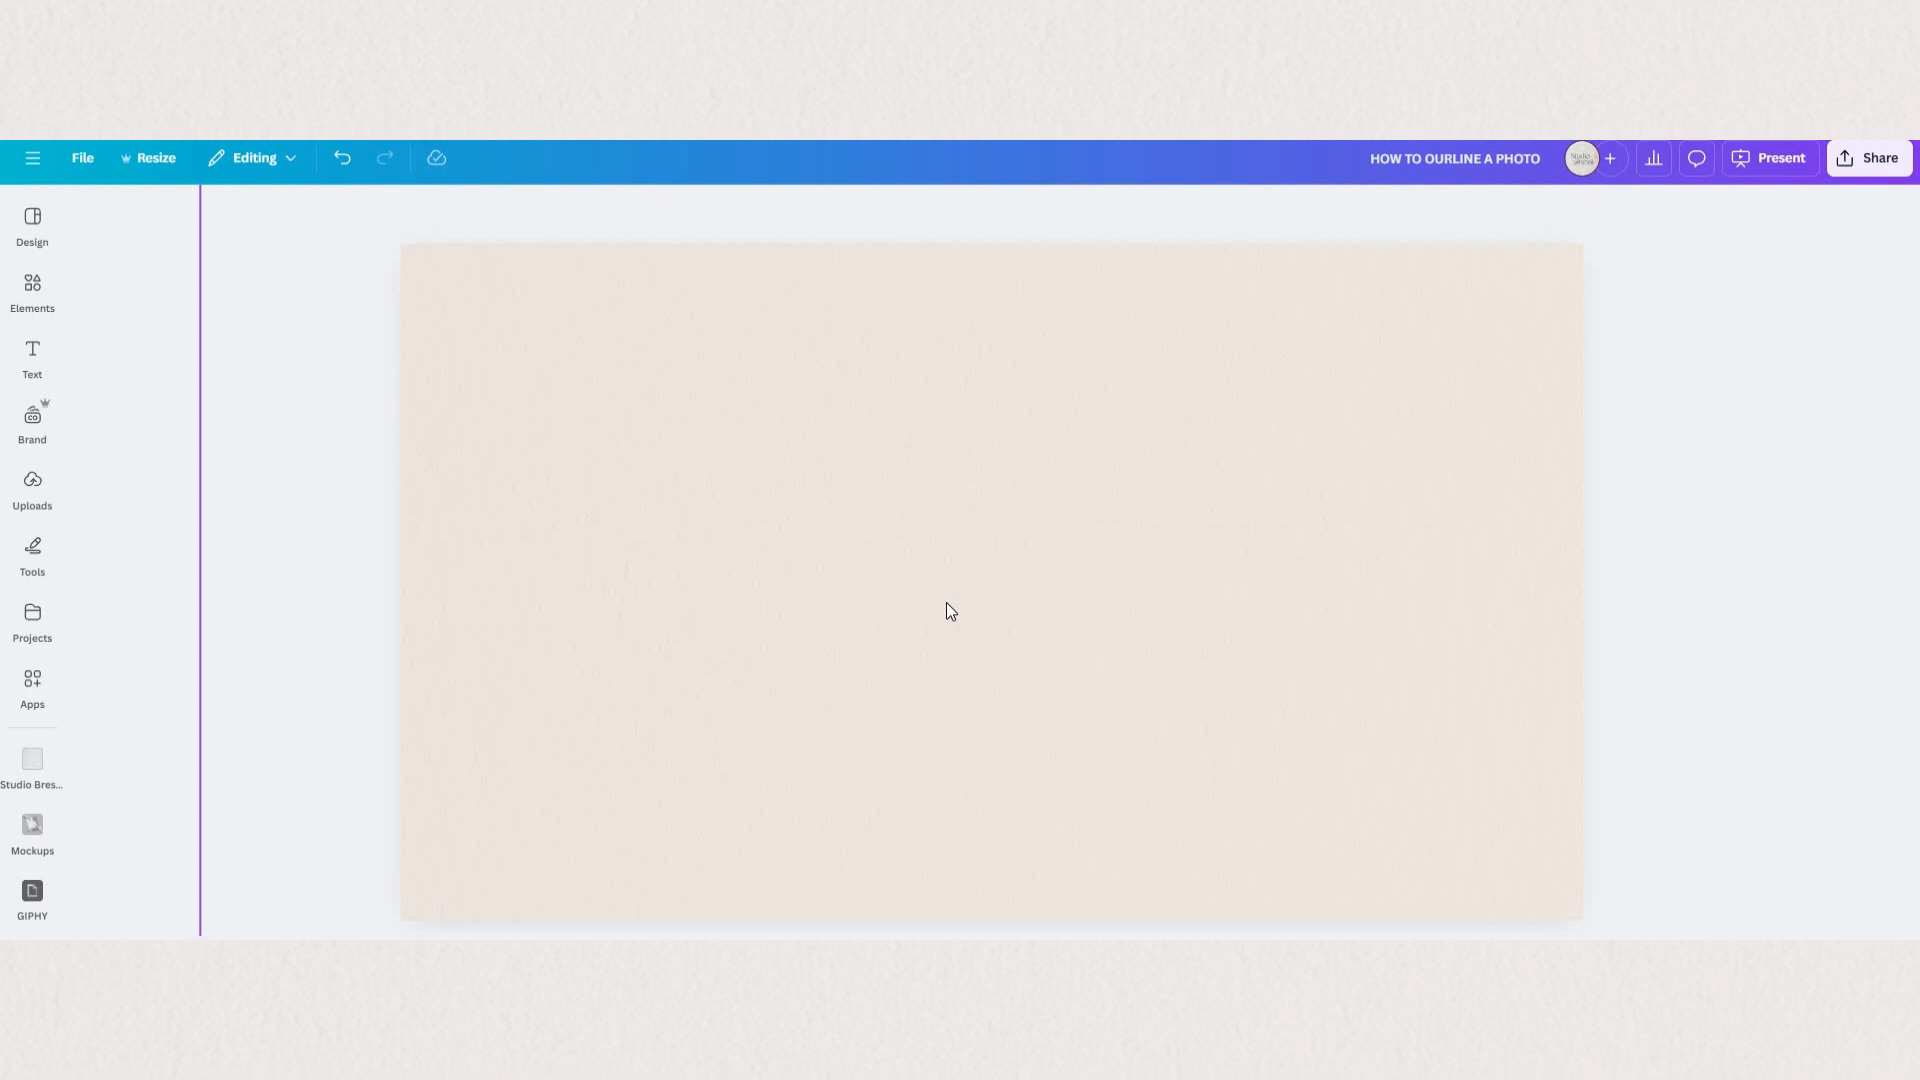 File
Resize
Editing
HOW TO OURLINE A PHOTO
Present
Share
Design
Elements
Text
Brand
Uploads
Tools
Projects
Apps
Studio Bres...
Mockups
GIPHY